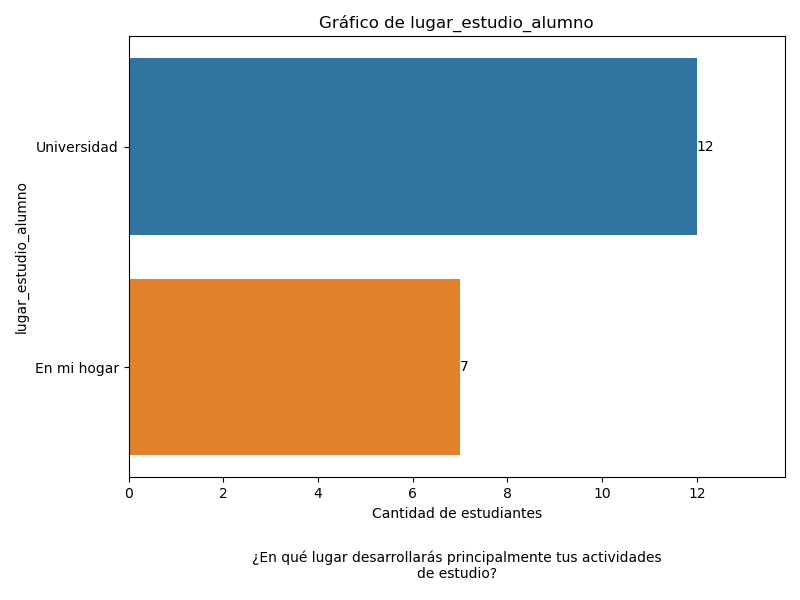 Gráfico de lugar_estudio_alumno
lugar_estudio_alumno
Universidad
12
En mi hogar
7
0 2 4 6 8 10 12
Cantidad de estudiantes
¿En qué lugar desarrollarás principalmente tus actividades
de estudio?